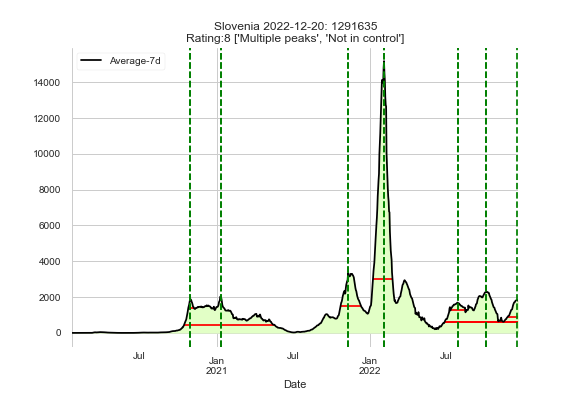 Slovenia 2022-12-20: 1291635
Rating:8 ['Multiple peaks', 'Not in control']
Average-7d
14000
12000
10000
8000
6000
4000
2000
0
Jul
Jan
2021
Jul
Jan
2022
Jul
Date